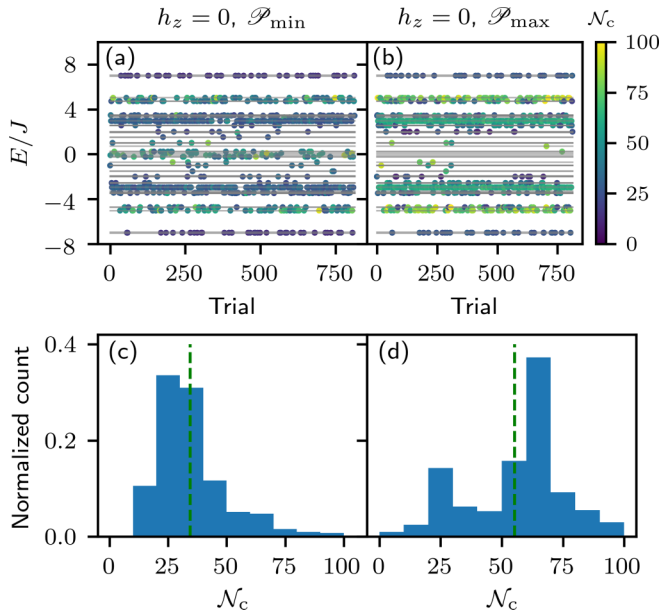 h_z = 0, 𝒫_min h_z = 0, 𝒫_max 𝒩_c
(a) (b)
100
8
75
4
E/J
0
50
−4
25
−8
0
0 250 500 750 0 250 500 750
Trial Trial
(c) (d)
0.4
Normalized count
0.2
0.0
25 50 75 100 0 25 50 75 100
𝒩_c 𝒩_c